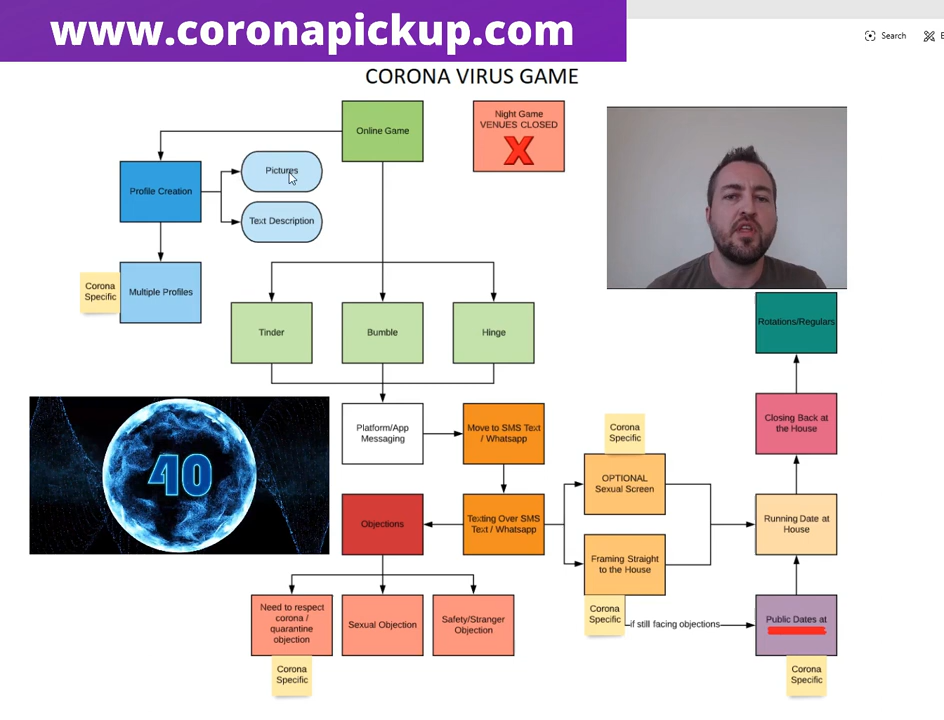 www.coronapickup.com
Search
E
CORONA VIRUS GAME
Online Game
Night Game
VENUES CLOSED
X
Profile Creation
Pictures
Text Description
Corona
Specific
Multiple Profiles
Tinder
Bumble
Hinge
Rotations/Regulars
Platform/App
Messaging
Move to SMS Text
/ Whatsapp
Corona
Specific
Closing Back at
the House
40
OPTIONAL
Sexual Screen
Objections
Texting Over SMS
Text / Whatsapp
Running Date at
House
Framing Straight
to the House
Need to respect
corona /
quarantine
objection
Sexual Objection
Safety/Stranger
Objection
Corona
Specific
if still facing objections
Public Dates at
Corona
Specific
Corona
Specific